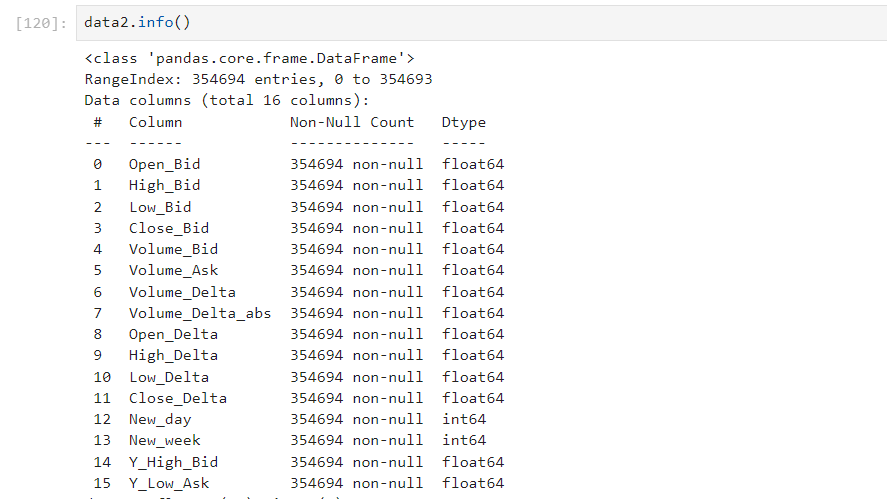 [120]: data2.info()
<class 'pandas.core.frame.DataFrame'>
RangeIndex: 354694 entries, 0 to 354693
Data columns (total 16 columns):
 #   Column            Non-Null Count   Dtype
---  ------            --------------   -----
 0   Open_Bid          354694 non-null  float64
 1   High_Bid          354694 non-null  float64
 2   Low_Bid           354694 non-null  float64
 3   Close_Bid         354694 non-null  float64
 4   Volume_Bid        354694 non-null  float64
 5   Volume_Ask        354694 non-null  float64
 6   Volume_Delta      354694 non-null  float64
 7   Volume_Delta_abs  354694 non-null  float64
 8   Open_Delta        354694 non-null  float64
 9   High_Delta        354694 non-null  float64
 10  Low_Delta         354694 non-null  float64
 11  Close_Delta       354694 non-null  float64
 12  New_day           354694 non-null  int64
 13  New_week          354694 non-null  int64
 14  Y_High_Bid        354694 non-null  float64
 15  Y_Low_Ask         354694 non-null  float64